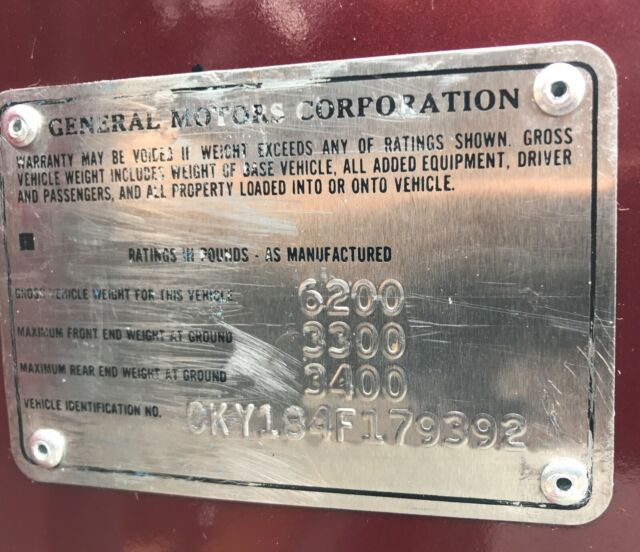 GENERAL MOTORS CORPORATION
WARRANTY MAY BE VOIDED IF WEIGHT EXCEEDS ANY OF RATINGS SHOWN. GROSS
VEHICLE WEIGHT INCLUDES WEIGHT OF BASE VEHICLE, ALL ADDED EQUIPMENT, DRIVER
AND PASSENGERS, AND ALL PROPERTY LOADED INTO OR ONTO VEHICLE.
RATINGS IN POUNDS - AS MANUFACTURED
GROSS VEHICLE WEIGHT FOR THIS VEHICLE 6200
MAXIMUM FRONT END WEIGHT AT GROUND 3300
MAXIMUM REAR END WEIGHT AT GROUND 3400
VEHICLE IDENTIFICATION NO. CKY184F179392